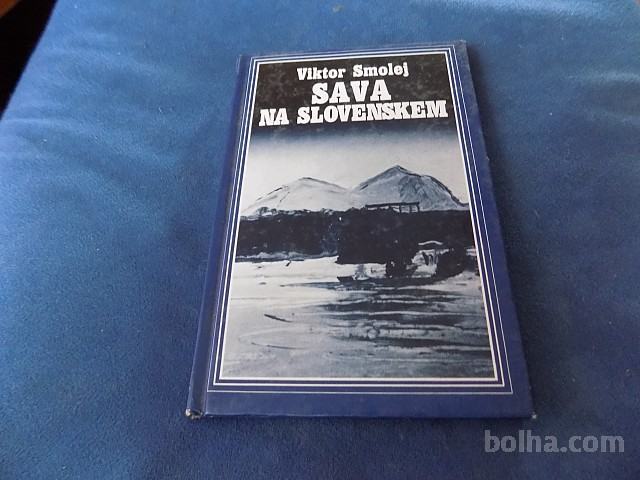 Viktor Smolej
SAVA
NA SLOVENSKEM
bolha.com